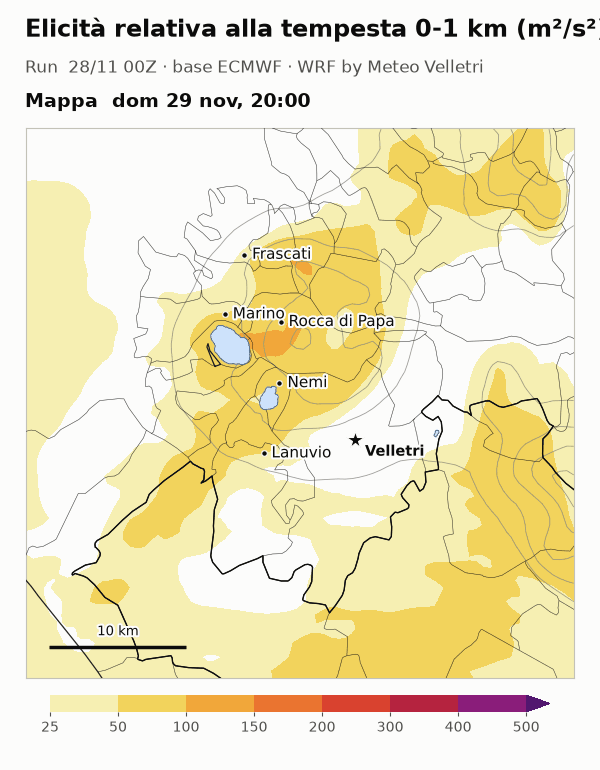 Elicità relativa alla tempesta 0-1 km (m²/s²)
Run 28/11 00Z · base ECMWF · WRF by Meteo Velletri
Mappa dom 29 nov, 20:00
Frascati
Marino
Rocca di Papa
Nemi
Velletri
Lanuvio
10 km
25 50 100 150 200 300 400 500